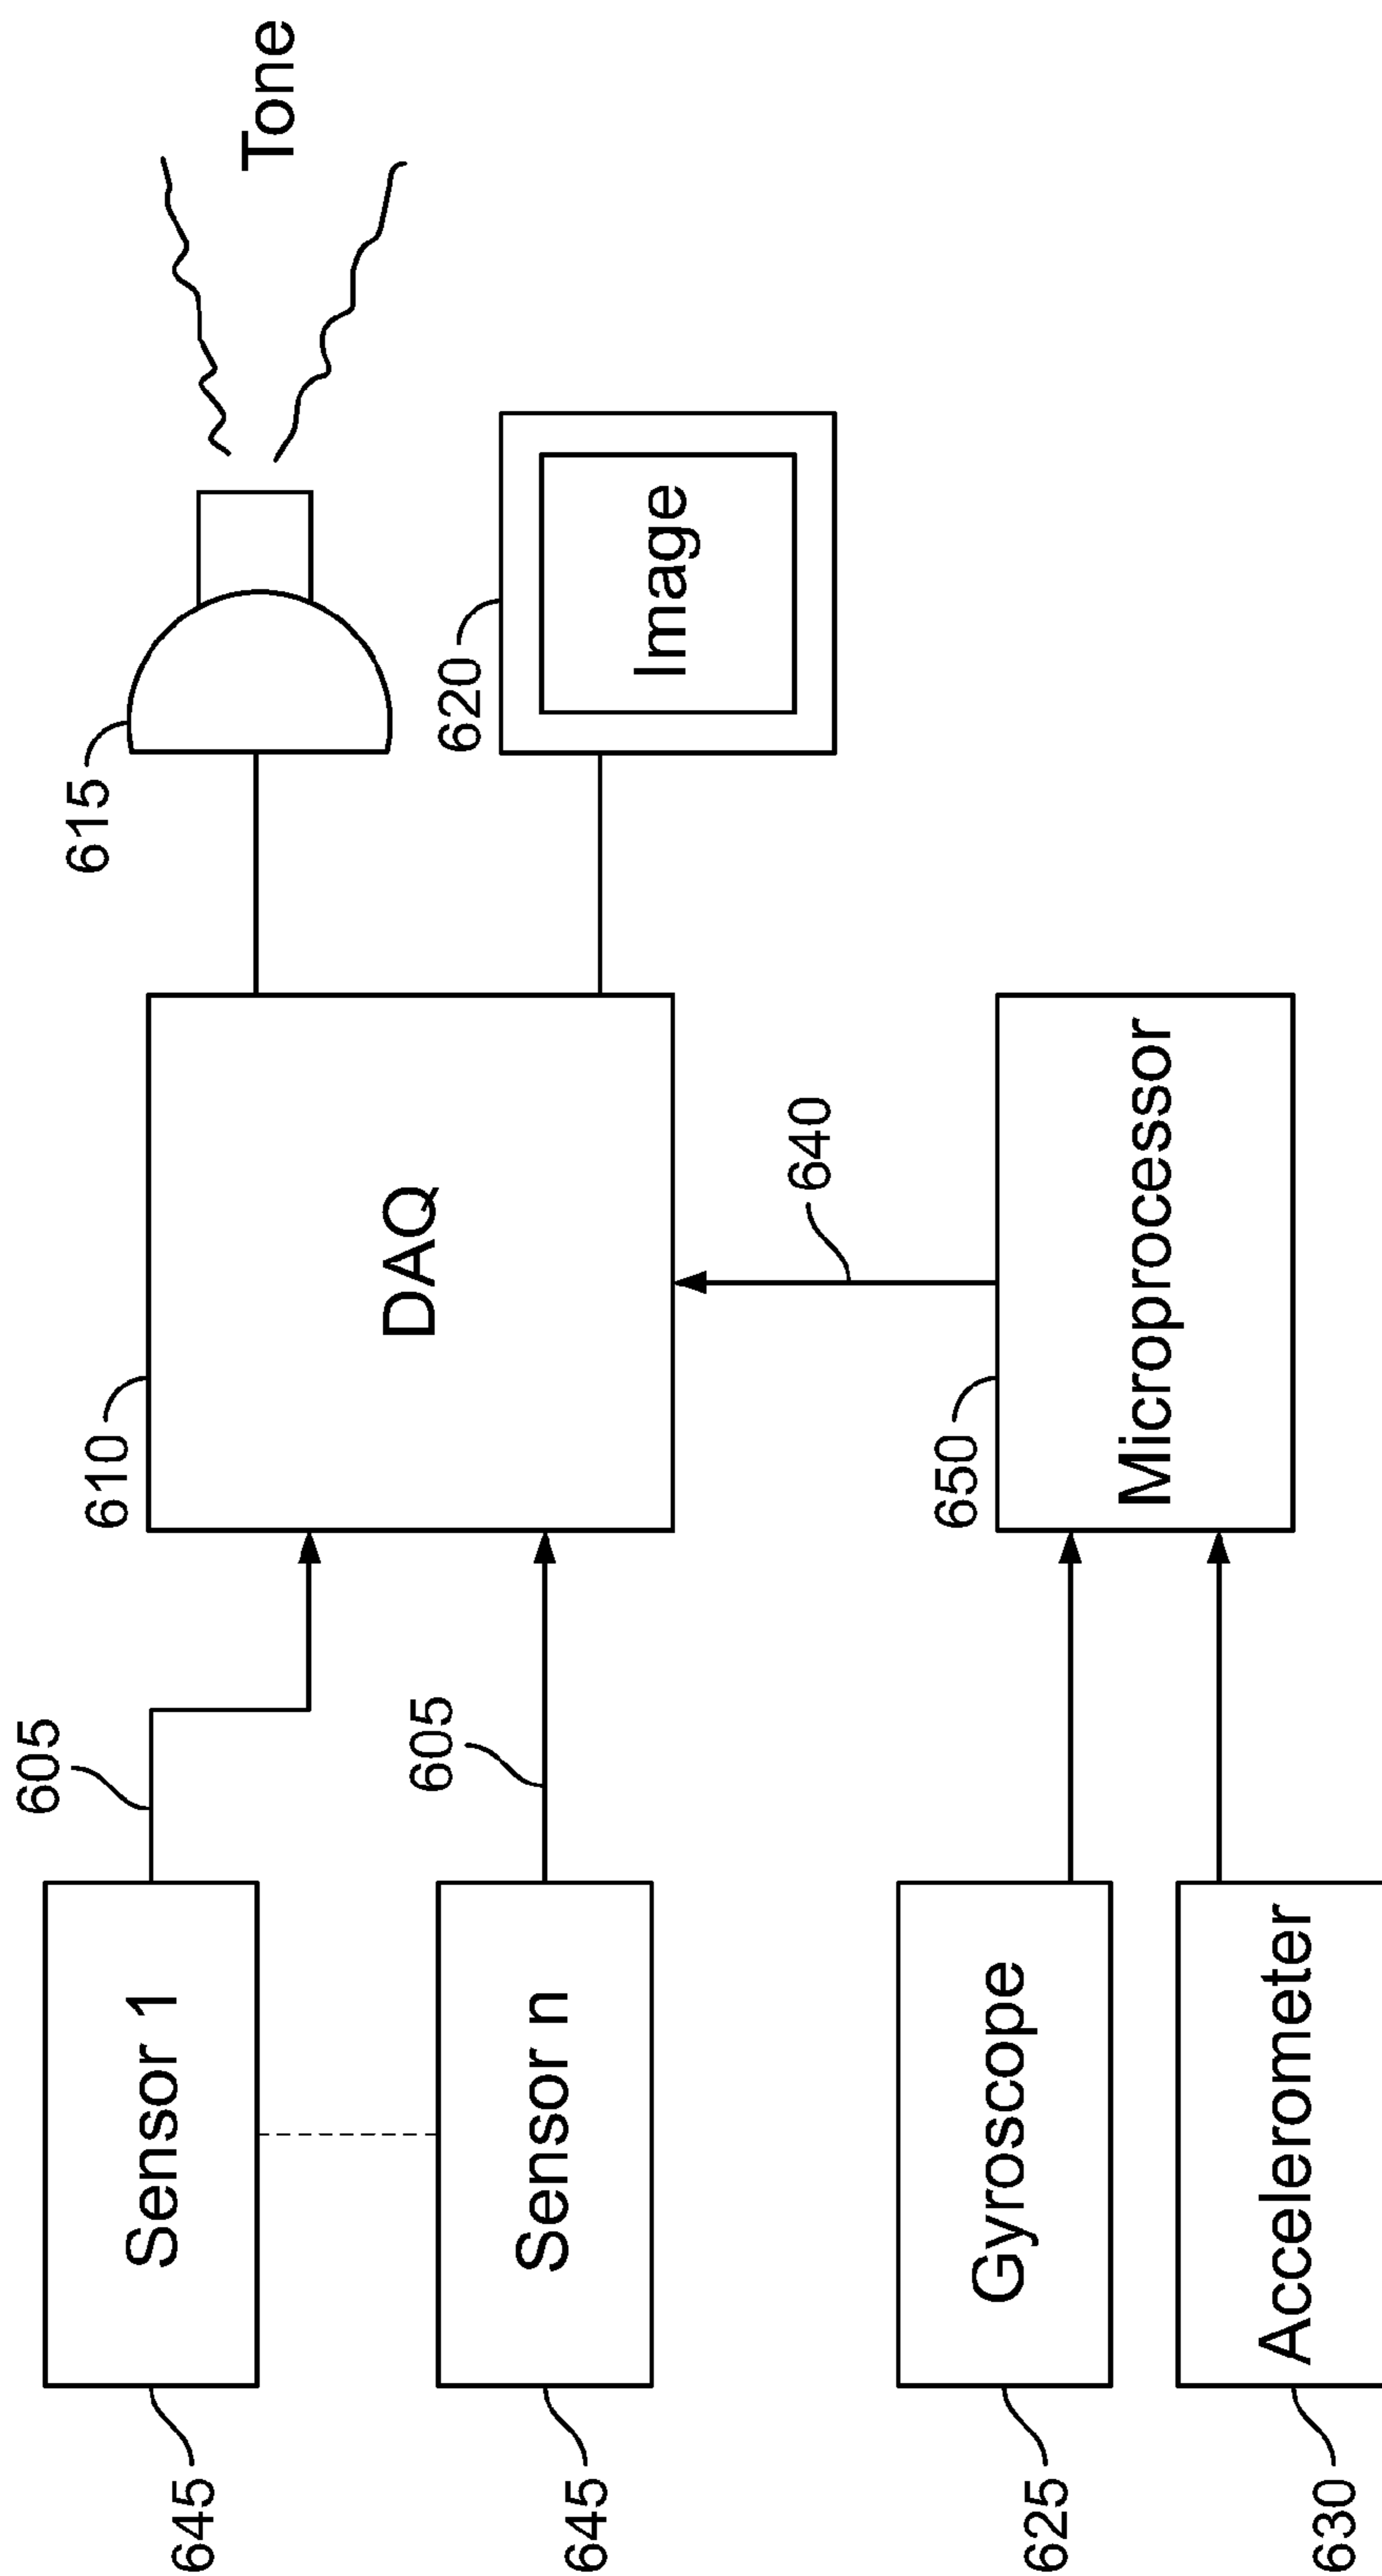 645
Sensor 1
605
645
Sensor n
605
610
DAQ
615
Tone
620
Image
640
625
Gyroscope
630
Accelerometer
650
Microprocessor